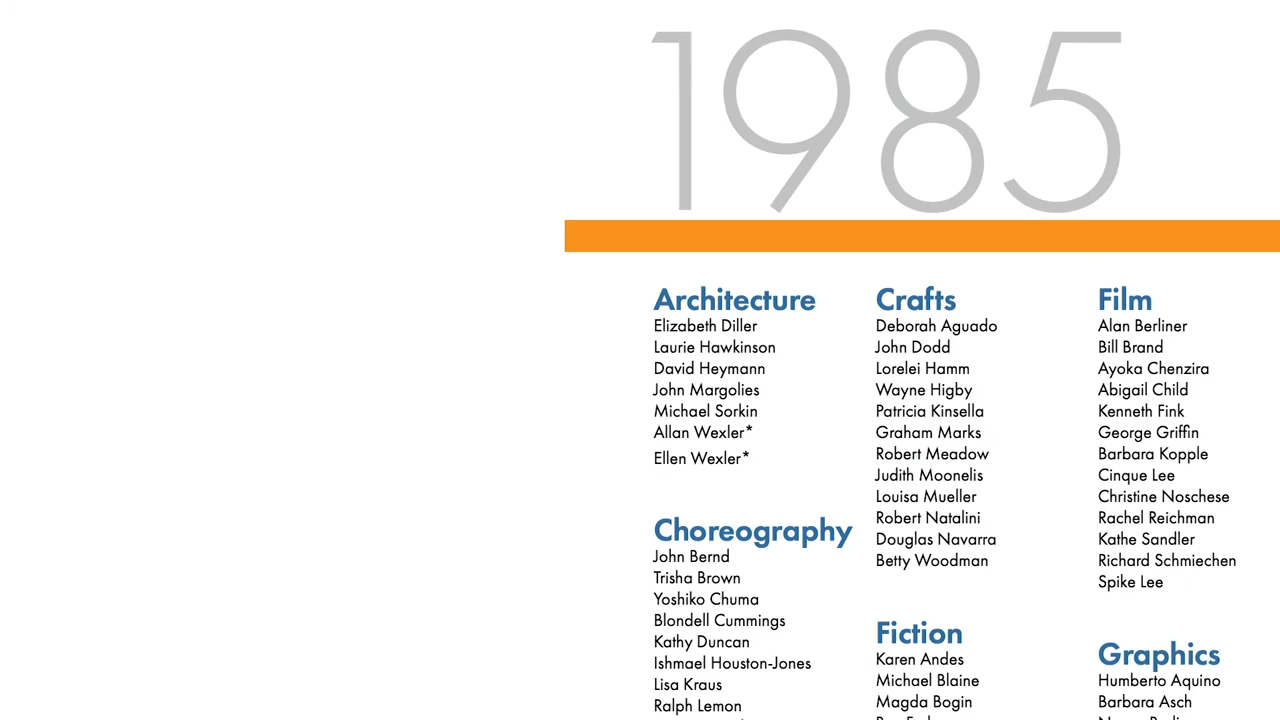 1985
Architecture
Elizabeth Diller
Laurie Hawkinson
David Heymann
John Margolies
Michael Sorkin
Allan Wexler*
Ellen Wexler*
Choreography
John Bernd
Trisha Brown
Yoshiko Chuma
Blondell Cummings
Kathy Duncan
Ishmael Houston-Jones
Lisa Kraus
Ralph Lemon
Crafts
Deborah Aguado
John Dodd
Lorelei Hamm
Wayne Higby
Patricia Kinsella
Graham Marks
Robert Meadow
Judith Moonelis
Louisa Mueller
Robert Natalini
Douglas Navarra
Betty Woodman
Fiction
Karen Andes
Michael Blaine
Magda Bogin
Film
Alan Berliner
Bill Brand
Ayoka Chenzira
Abigail Child
Kenneth Fink
George Griffin
Barbara Kopple
Cinque Lee
Christine Noschese
Rachel Reichman
Kathe Sandler
Richard Schmiechen
Spike Lee
Graphics
Humberto Aquino
Barbara Asch